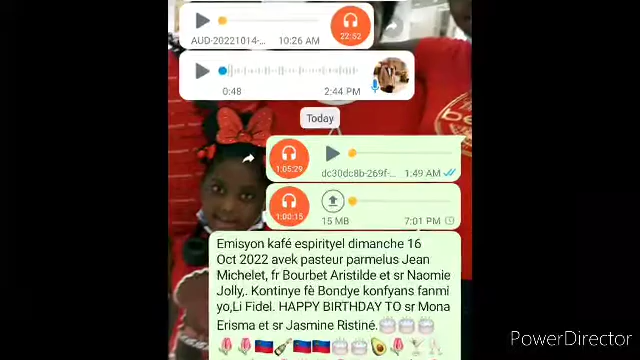 22:52
AUD-20221014-... 10:26 AM
0:48 2:44 PM
Today
1:05:29
dc30dc8b-269f-... 1:49 AM
1:00:15
15 MB 7:01 PM
Emisyon kafé espirityel dimanche 16
Oct 2022 avek pasteur parmelus Jean
Michelet, fr Bourbet Aristilde et sr Naomie
Jolly,. Kontinye fè Bondye konfyans fanmi
yo,Li Fidel. HAPPY BIRTHDAY TO sr Mona
Erisma et sr Jasmine Ristiné.
PowerDirector